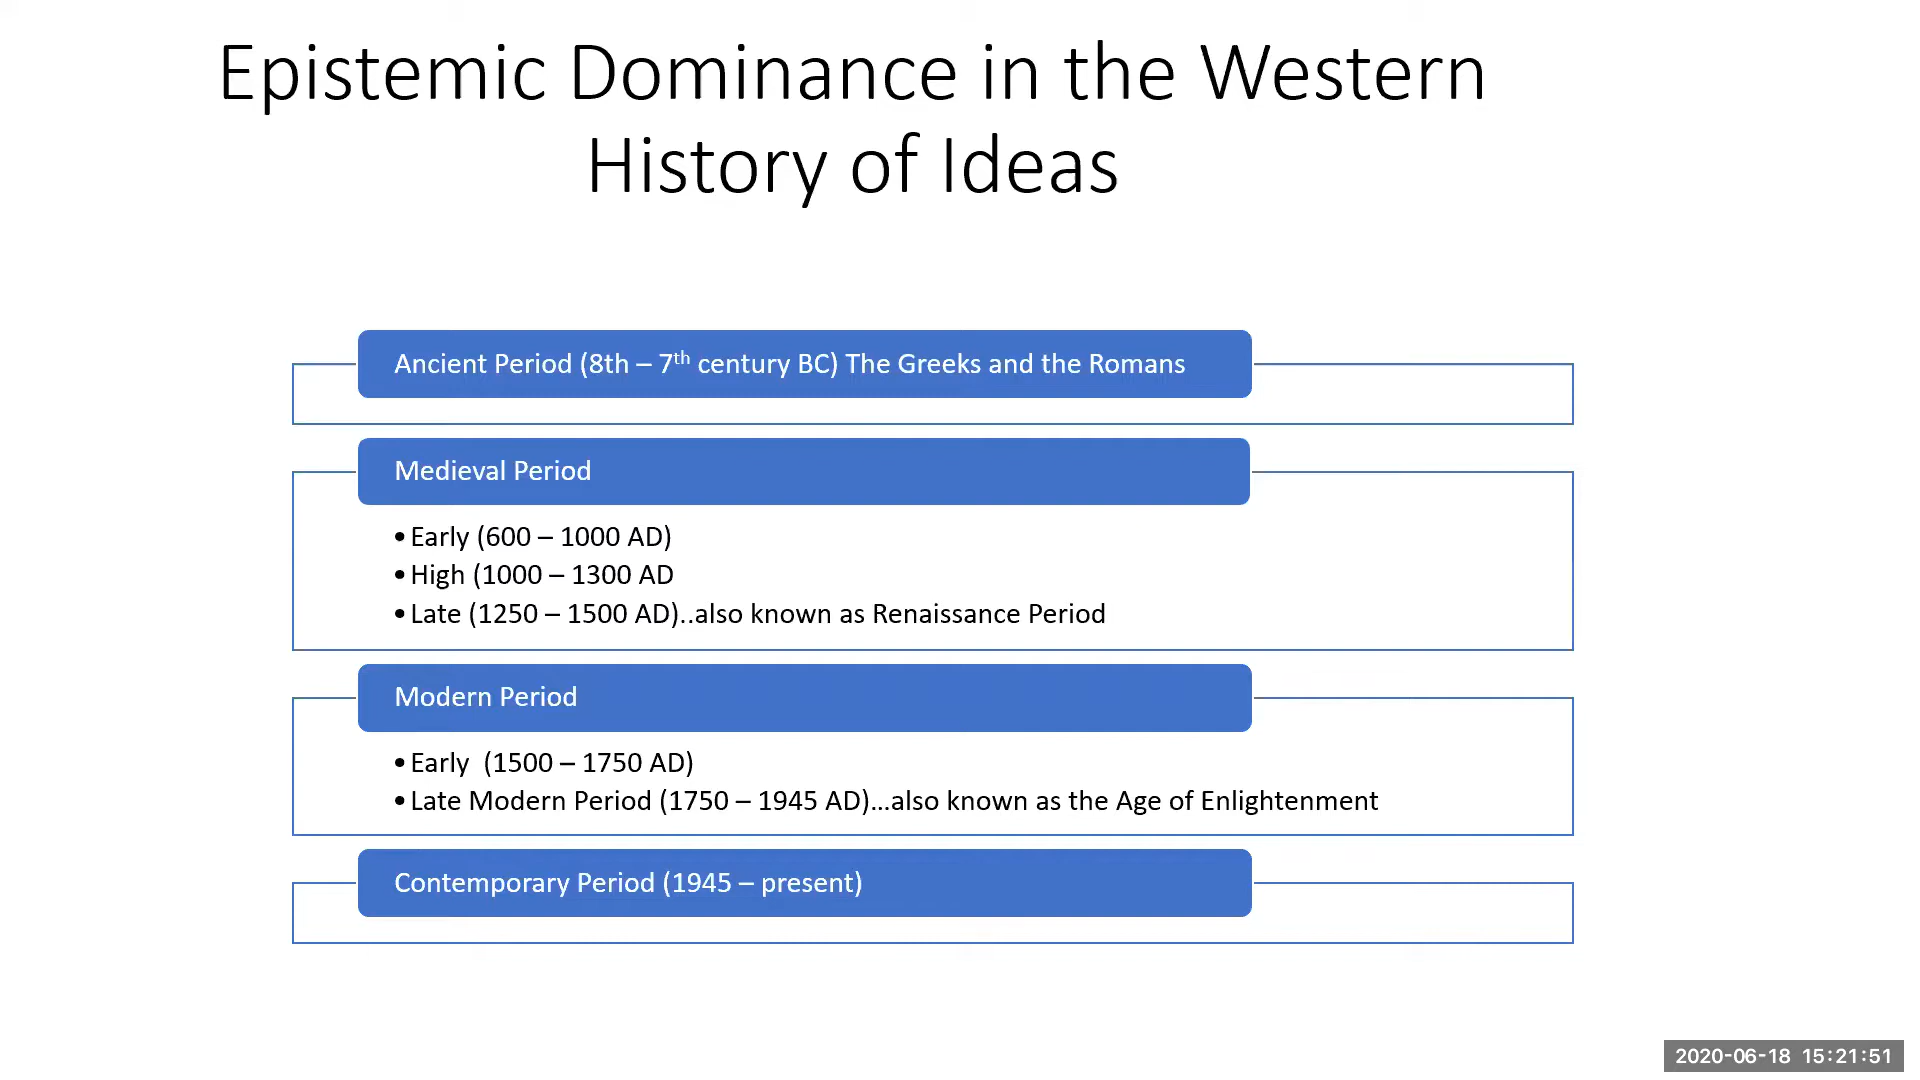 Epistemic Dominance in the Western
History of Ideas
Ancient Period (8th – 7th century BC) The Greeks and the Romans
Medieval Period
•Early (600 – 1000 AD)
•High (1000 – 1300 AD
•Late (1250 – 1500 AD)..also known as Renaissance Period
Modern Period
•Early  (1500 – 1750 AD)
•Late Modern Period (1750 – 1945 AD)…also known as the Age of Enlightenment
Contemporary Period (1945 – present)
2020-06-18 15:21:51